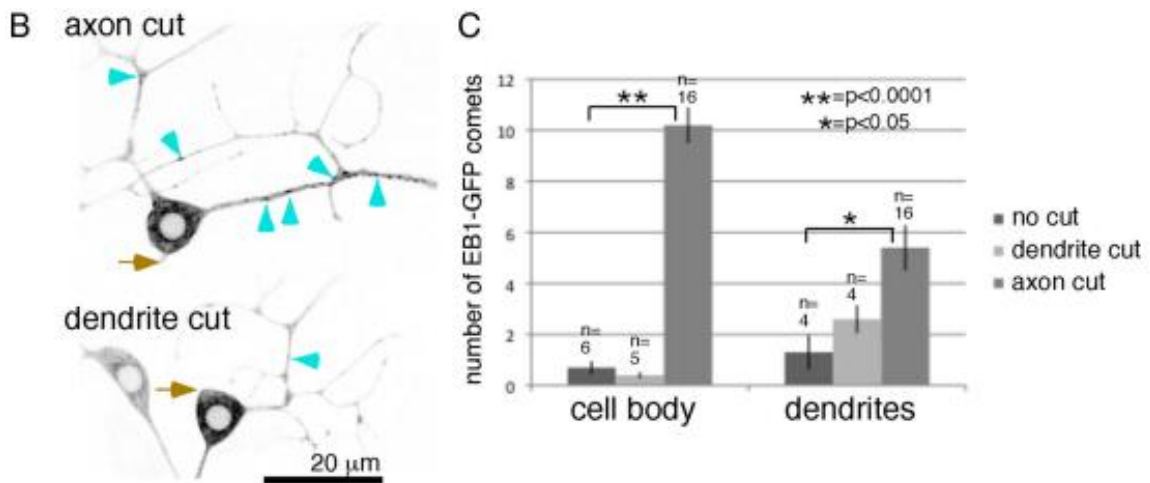 B
axon cut
dendrite cut
20 μm
C
number of EB1-GFP comets
12
10
8
6
4
2
0
n=
6
n=
5
n=
16
**
n=
4
n=
4
n=
16
*
**=p<0.0001
*=p<0.05
cell body
dendrites
no cut
dendrite cut
axon cut